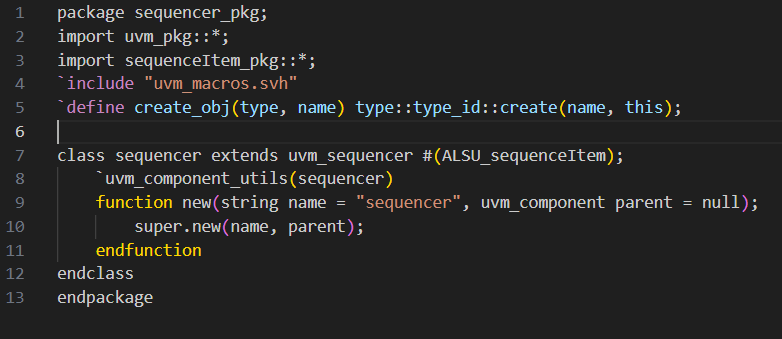 1 package sequencer_pkg;
2 import uvm_pkg::*;
3 import sequenceItem_pkg::*;
4 `include "uvm_macros.svh"
5 `define create_obj(type, name) type::type_id::create(name, this);
6
7 class sequencer extends uvm_sequencer #(ALSU_sequenceItem);
8     `uvm_component_utils(sequencer)
9     function new(string name = "sequencer", uvm_component parent = null);
10         super.new(name, parent);
11     endfunction
12 endclass
13 endpackage